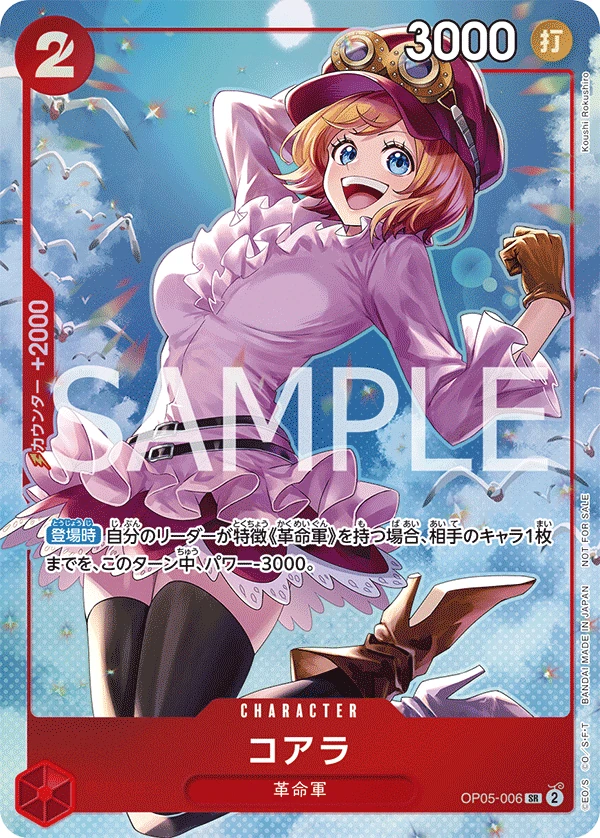 2
3000
打
Koushi Rokushiro
カウンター +2000
SAMPLE
登場時 自分のリーダーが特徴《革命軍》を持つ場合、相手のキャラ1枚
までを、このターン中、パワー-3000。
CHARACTER
コアラ
革命軍
OP05-006 SR 2
©E.O/S ©O/S・F・T BANDAI MADE IN JAPAN NOT FOR SALE